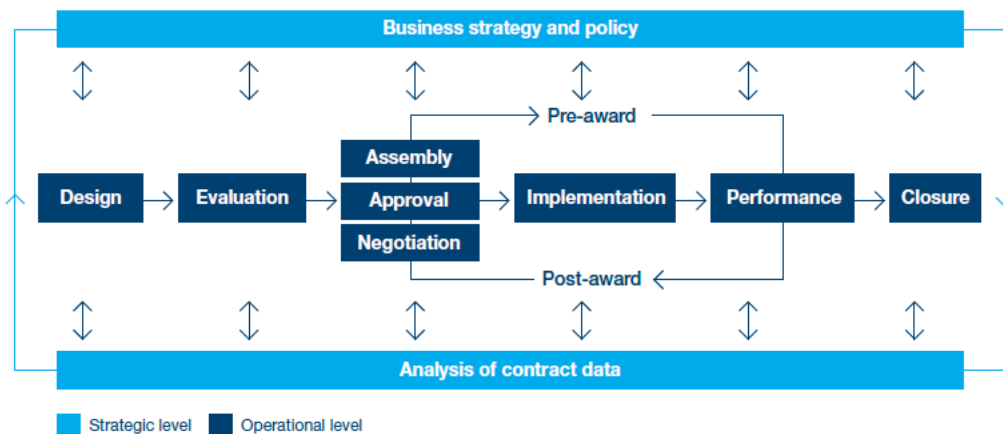 Business strategy and policy
Pre-award
Assembly
Design
Evaluation
Approval
Implementation
Performance
Closure
Negotiation
Post-award
Analysis of contract data
Strategic level
Operational level